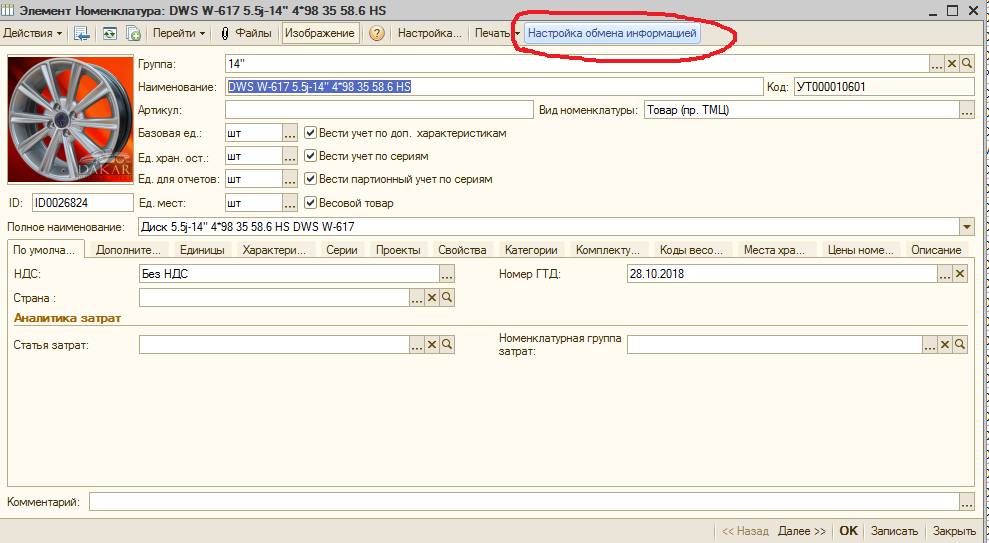 Элемент Номенклатура: DWS W-617 5.5j-14" 4*98 35 58.6 HS
Действия Перейти Файлы Изображение ? Настройка... Печать Настройка обмена информацией
Группа: 14"
Наименование: DWS W-617 5.5j-14" 4*98 35 58.6 HS Код: УТ000010601
Артикул: Вид номенклатуры: Товар (пр. ТМЦ) ...
Базовая ед.: шт ... Вести учет по доп. характеристикам
Ед. хран. ост.: шт ... Вести учет по сериям
Ед. для отчетов: шт ... Вести партионный учет по сериям
DAKAR
ID: ID0026824 Ед. мест: шт ... Весовой товар
Полное наименование: Диск 5.5j-14" 4*98 35 58.6 HS DWS W-617
По умолча... Дополните... Единицы Характери... Серии Проекты Свойства Категории Комплекту... Коды весо... Места хра... Цены номе... Описание
НДС: Без НДС ... Номер ГТД: 28.10.2018 ...
Страна : ...
Аналитика затрат
Статья затрат: ... Номенклатурная группа
затрат: ...
Комментарий: ...
<< Назад Далее >> OK Записать Закрыть